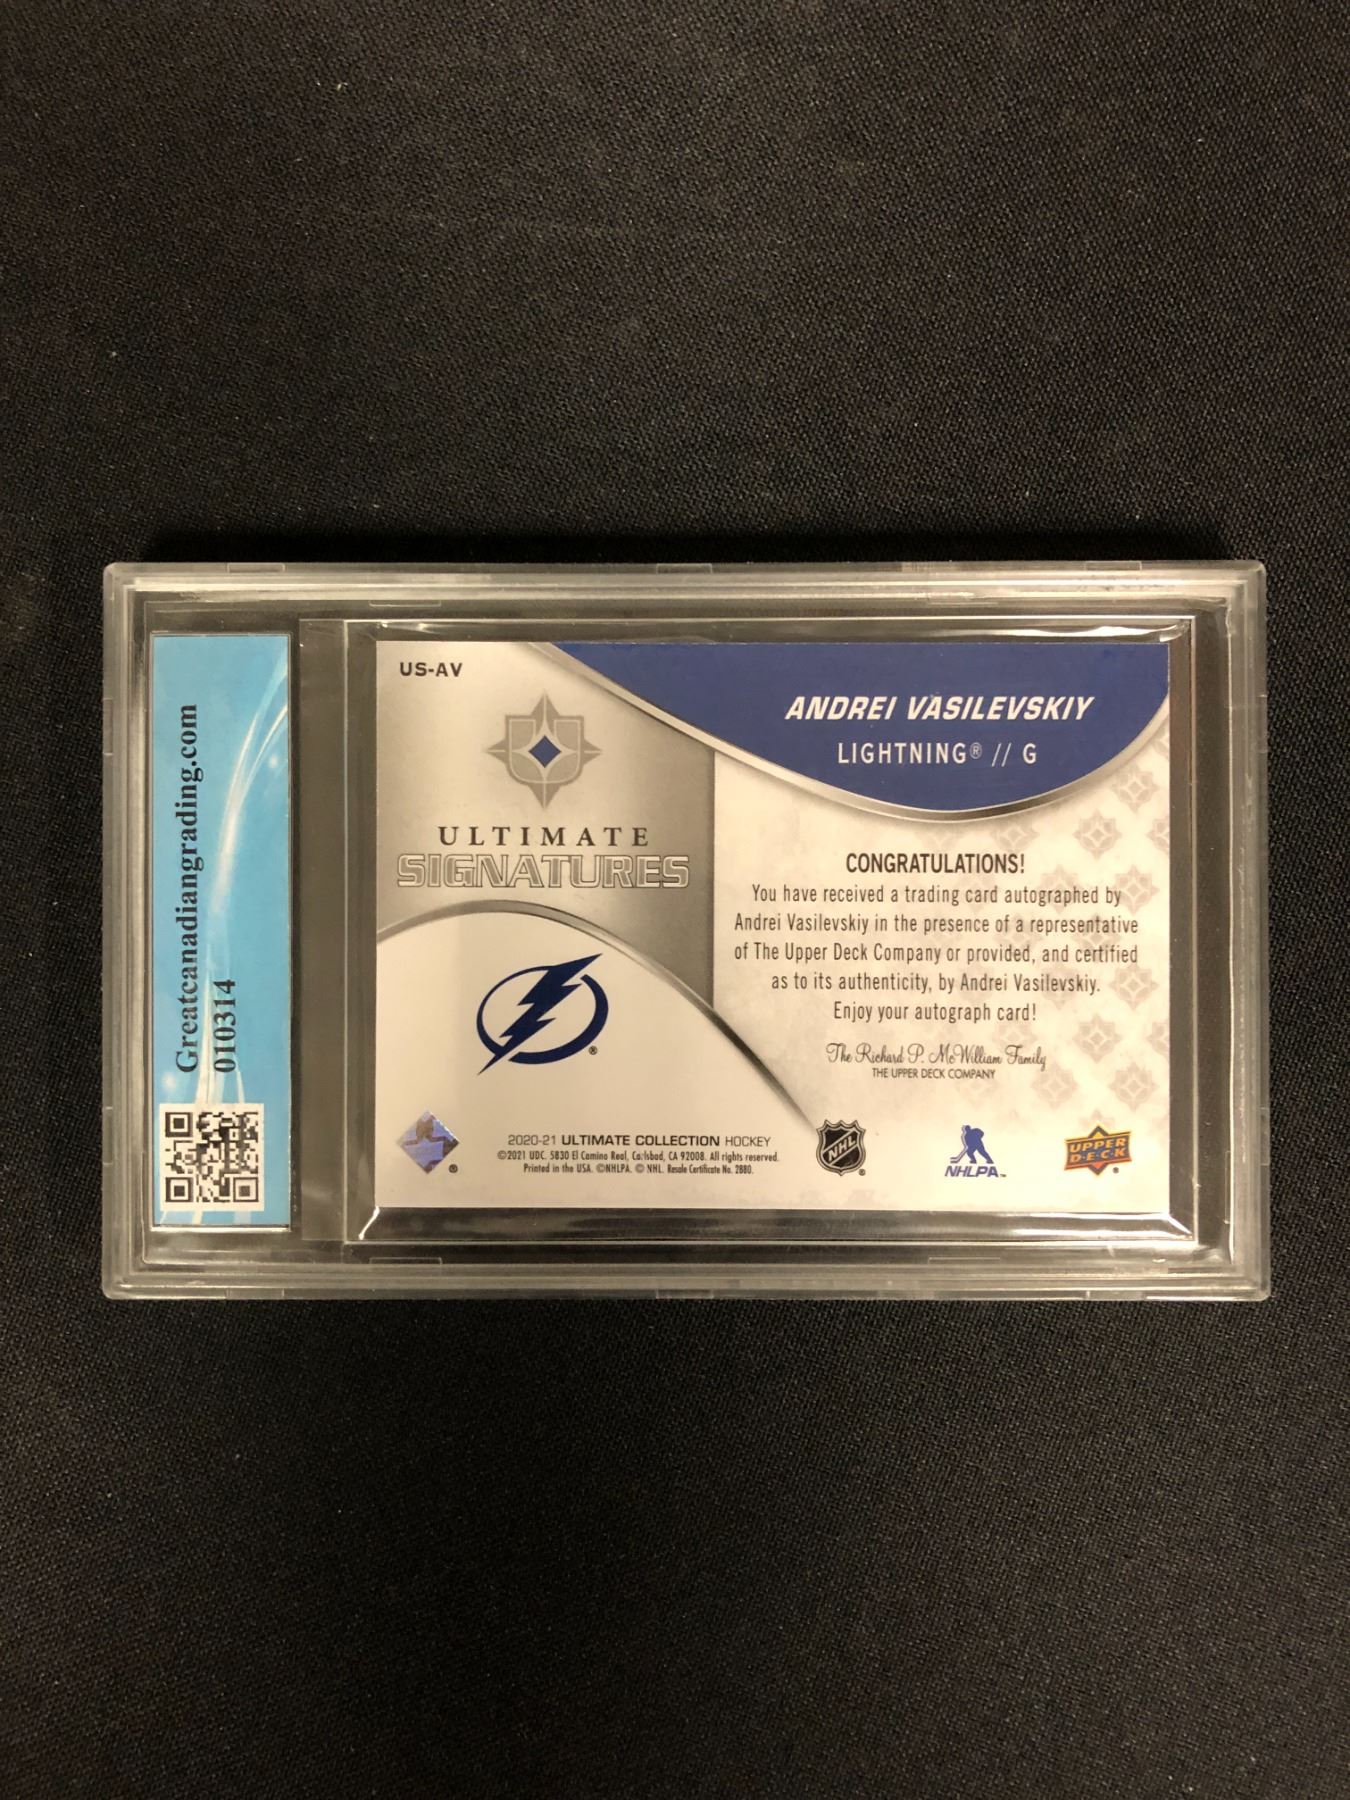 Greatcanadiangrading.com
010314
US-AV
ULTIMATE
SIGNATURES
ANDREI VASILEVSKIY
LIGHTNING® // G
CONGRATULATIONS!
You have received a trading card autographed by
Andrei Vasilevskiy in the presence of a representative
of The Upper Deck Company or provided, and certified
as to its authenticity, by Andrei Vasilevskiy.
Enjoy your autograph card!
The Richard P. McWilliam Family
THE UPPER DECK COMPANY
®
®
2020-21 ULTIMATE COLLECTION HOCKEY
©2021 UDC. 5830 El Camino Real, Carlsbad, CA 92008. All rights reserved.
Printed in the USA. ©NHLPA. © NHL. Resale Certificate No. 2880.
NHL
®
NHLPA™
UPPER
D·E·C·K
®